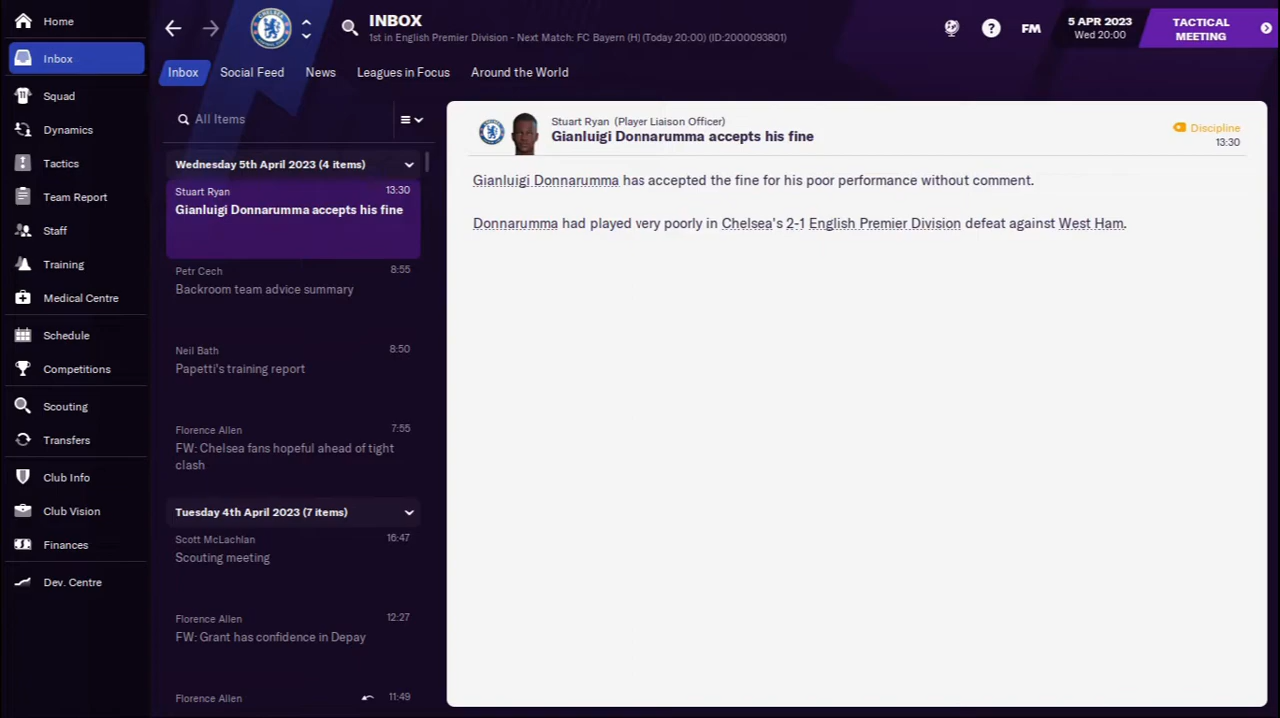 Home
Inbox
Squad
Dynamics
Tactics
Team Report
Staff
Training
Medical Centre
Schedule
Competitions
Scouting
Transfers
Club Info
Club Vision
Finances
Dev. Centre
INBOX
1st in English Premier Division - Next Match: FC Bayern (H) (Today 20:00) (ID:2000093801)
? FM
5 APR 2023
Wed 20:00
TACTICAL
MEETING
Inbox Social Feed News Leagues in Focus Around the World
All Items
Wednesday 5th April 2023 (4 items)
Stuart Ryan 13:30
Gianluigi Donnarumma accepts his fine
Petr Cech 8:55
Backroom team advice summary
Neil Bath 8:50
Papetti's training report
Florence Allen 7:55
FW: Chelsea fans hopeful ahead of tight
clash
Tuesday 4th April 2023 (7 items)
Scott McLachlan 16:47
Scouting meeting
Florence Allen 12:27
FW: Grant has confidence in Depay
Florence Allen 11:49
Stuart Ryan (Player Liaison Officer)
Gianluigi Donnarumma accepts his fine
Discipline
13:30
Gianluigi Donnarumma has accepted the fine for his poor performance without comment.
Donnarumma had played very poorly in Chelsea's 2-1 English Premier Division defeat against West Ham.